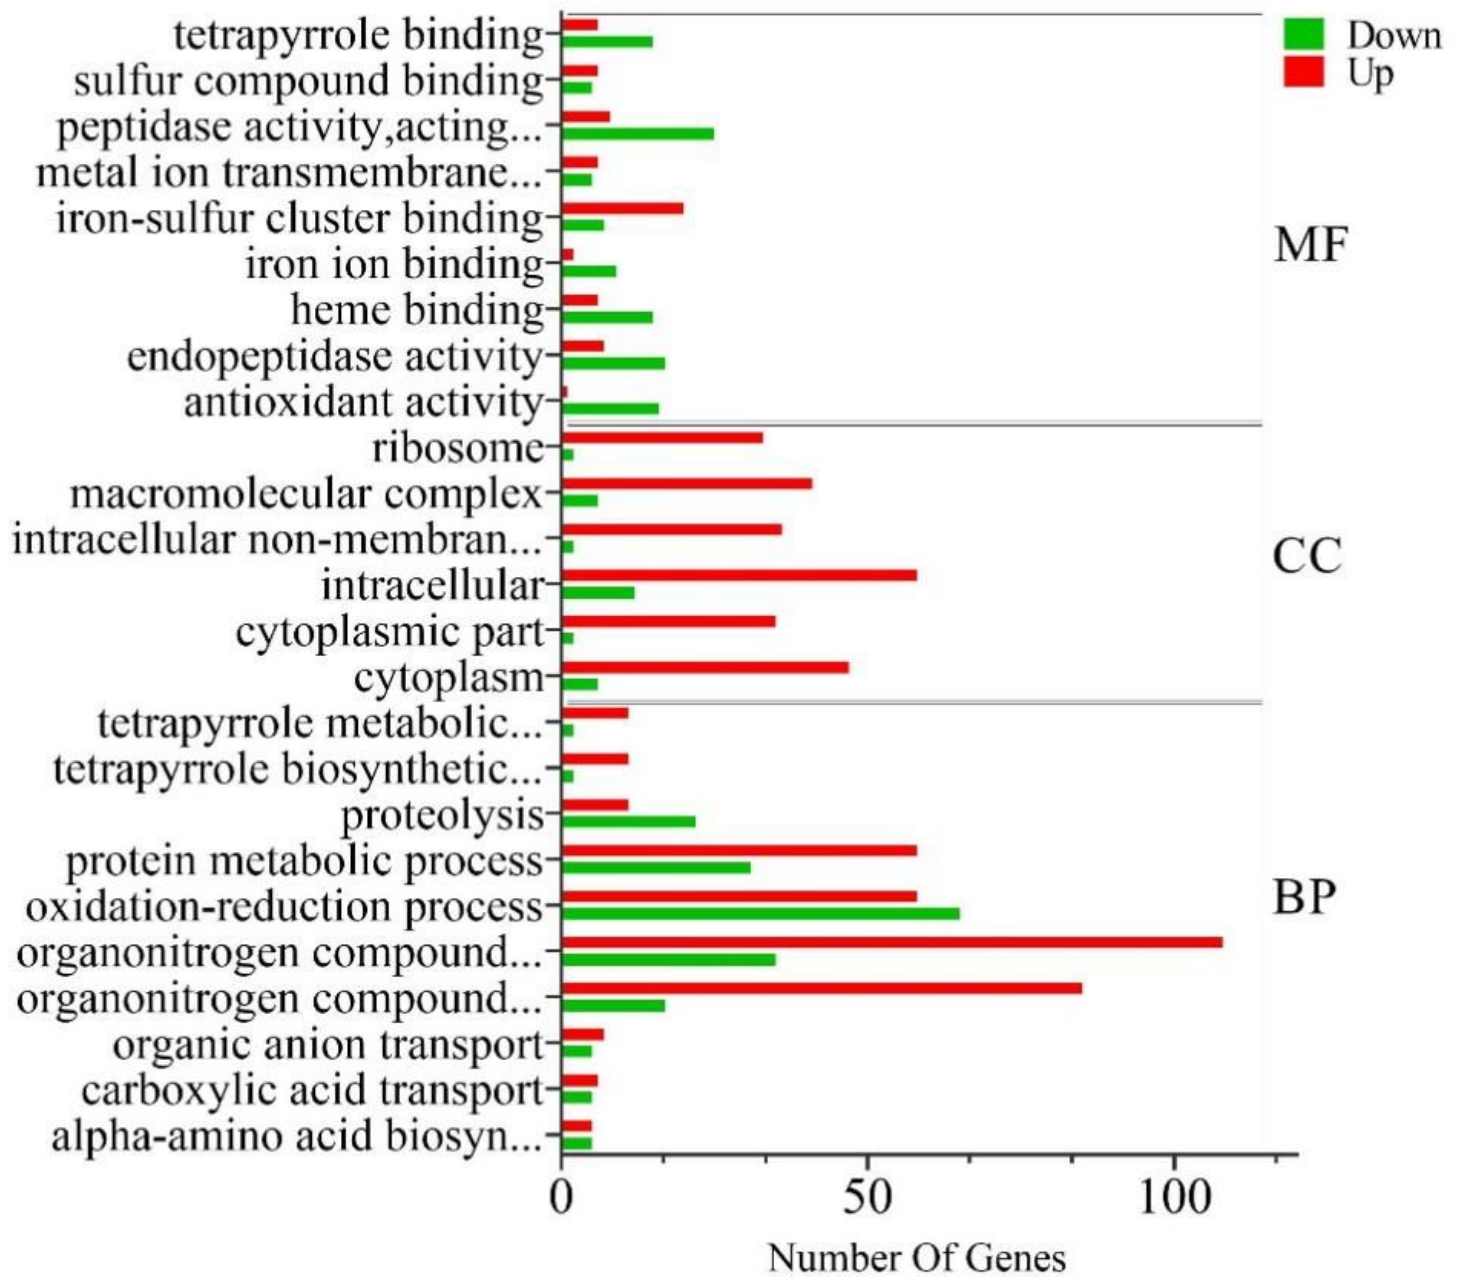 tetrapyrrole binding
sulfur compound binding
peptidase activity,acting...
metal ion transmembrane...
iron-sulfur cluster binding
iron ion binding
heme binding
endopeptidase activity
antioxidant activity
ribosome
macromolecular complex
intracellular non-membran...
intracellular
cytoplasmic part
cytoplasm
tetrapyrrole metabolic...
tetrapyrrole biosynthetic...
proteolysis
protein metabolic process
oxidation-reduction process
organonitrogen compound...
organonitrogen compound...
organic anion transport
carboxylic acid transport
alpha-amino acid biosyn...
0 50 100
Number Of Genes
Down
Up
MF
CC
BP